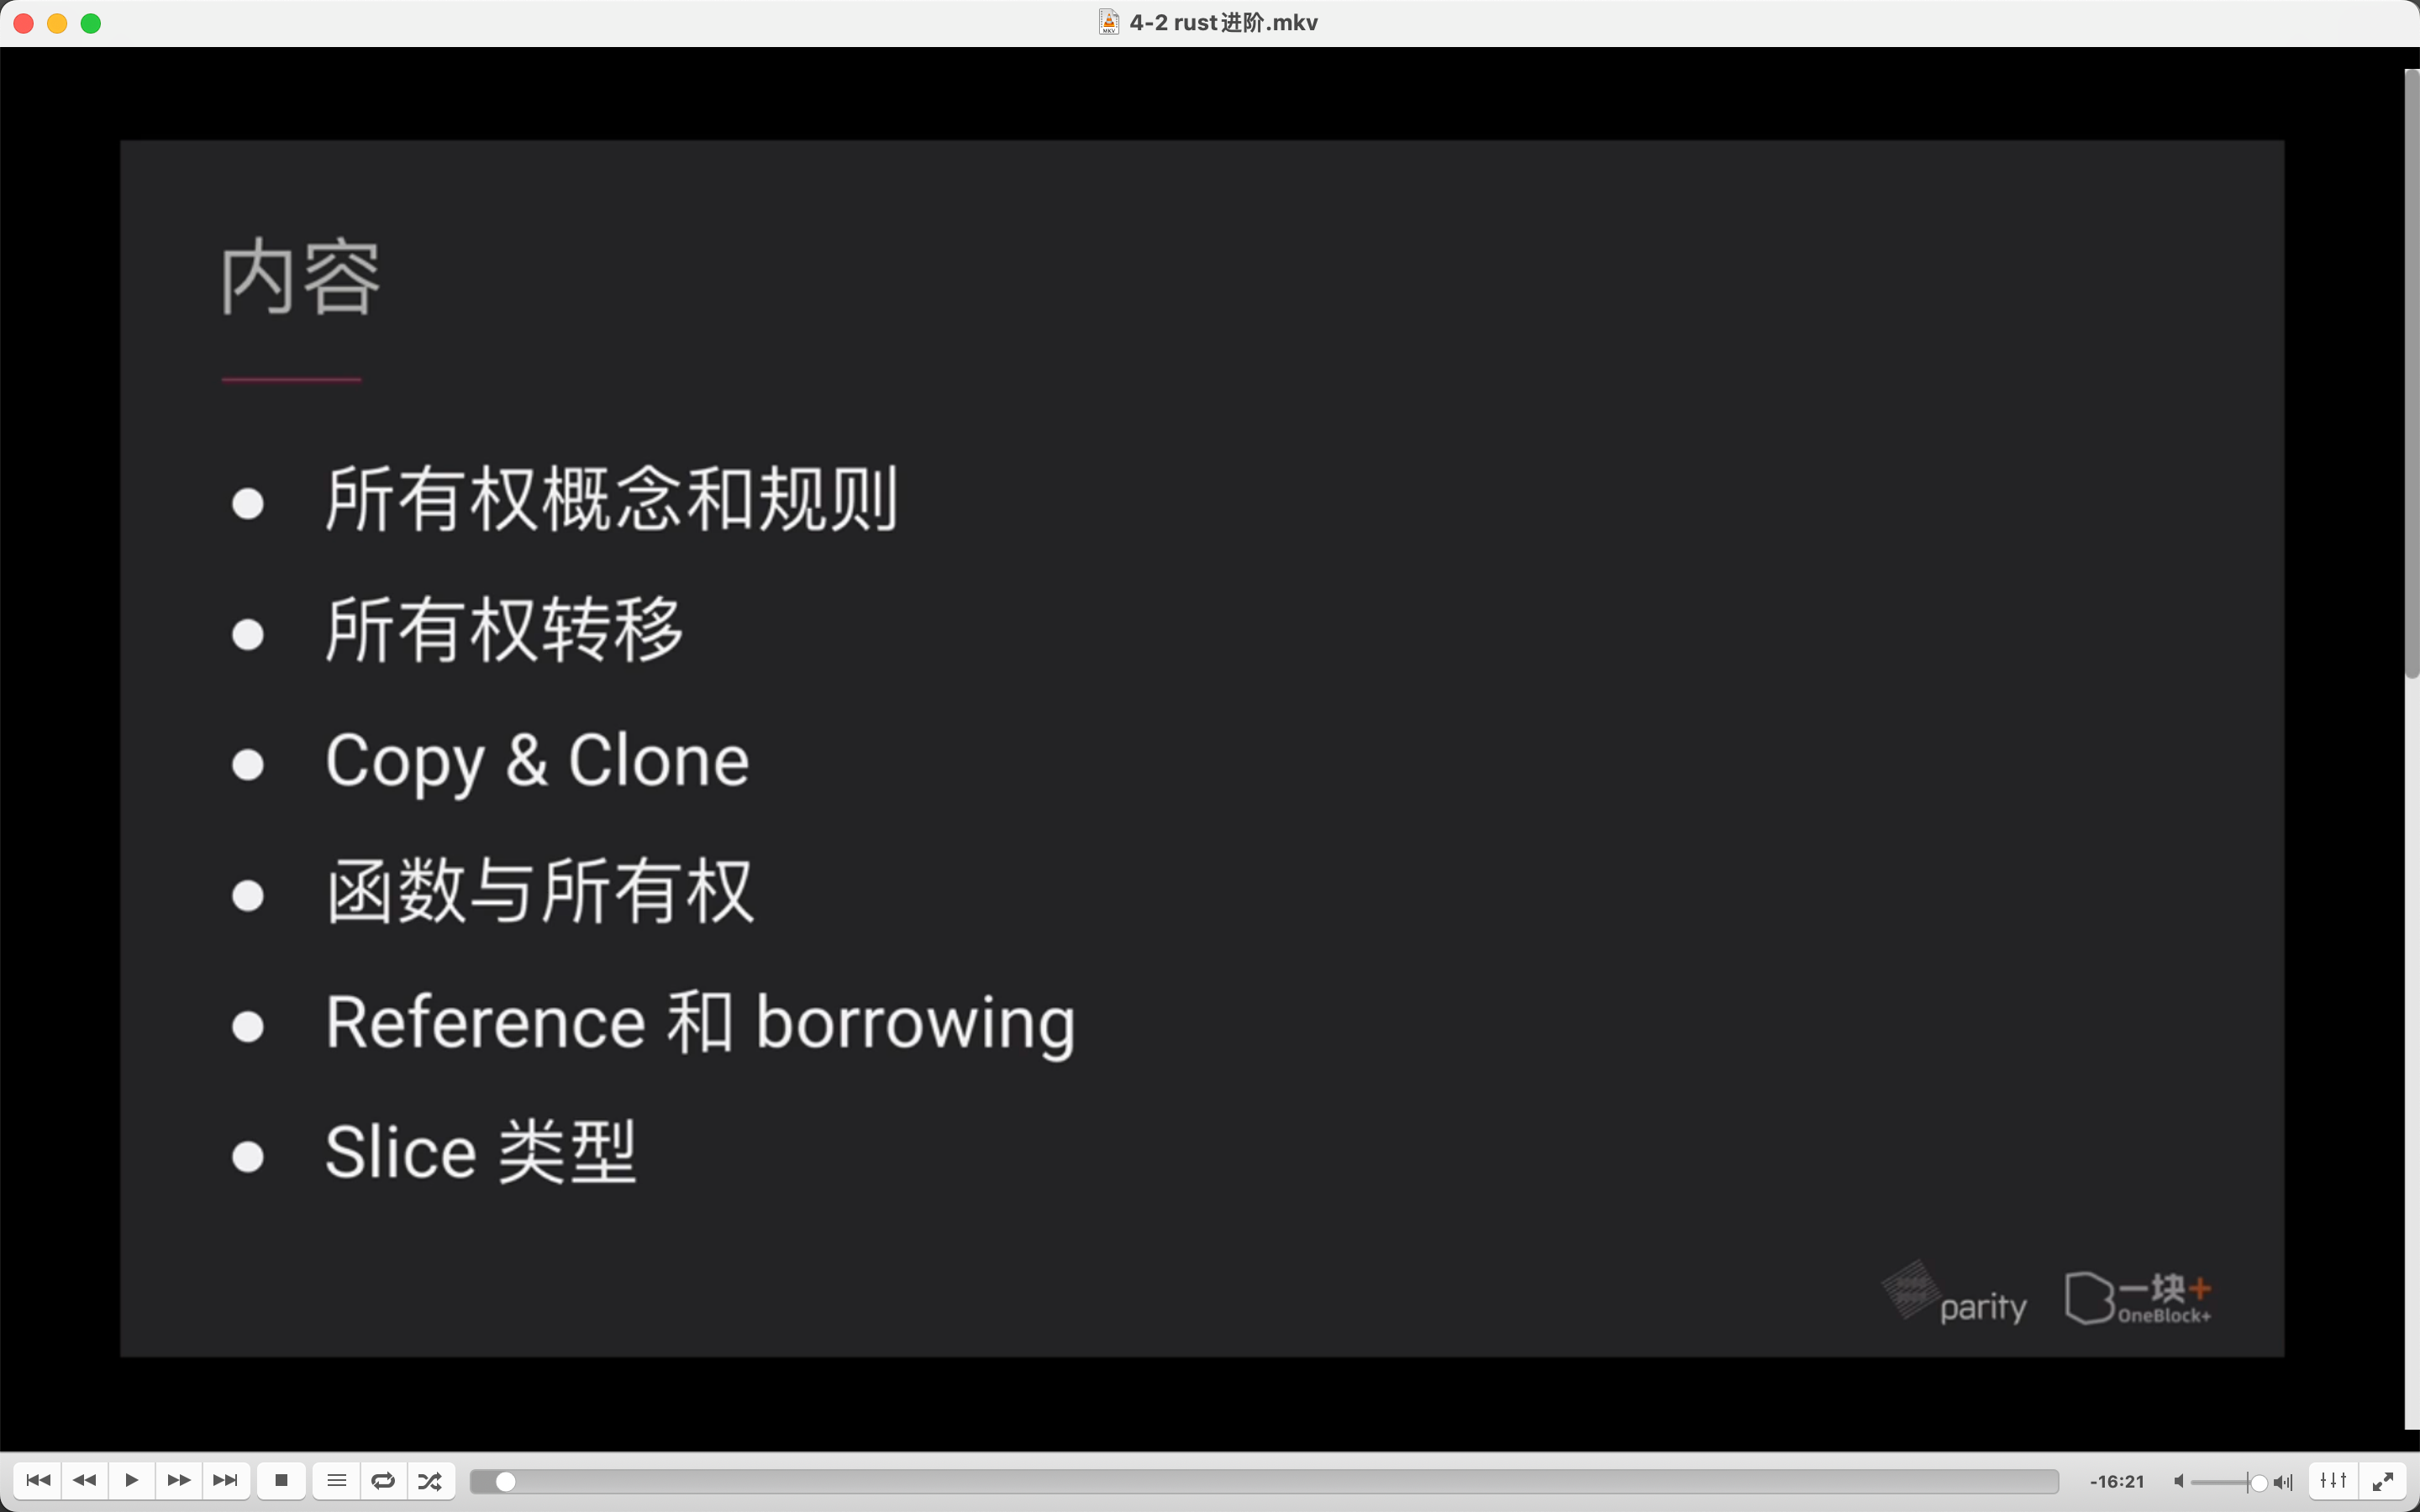 4-2 rust进阶.mkv
内容
所有权概念和规则
所有权转移
Copy & Clone
函数与所有权
Reference 和 borrowing
Slice 类型
parity
一块+
OneBlock+
-16:21